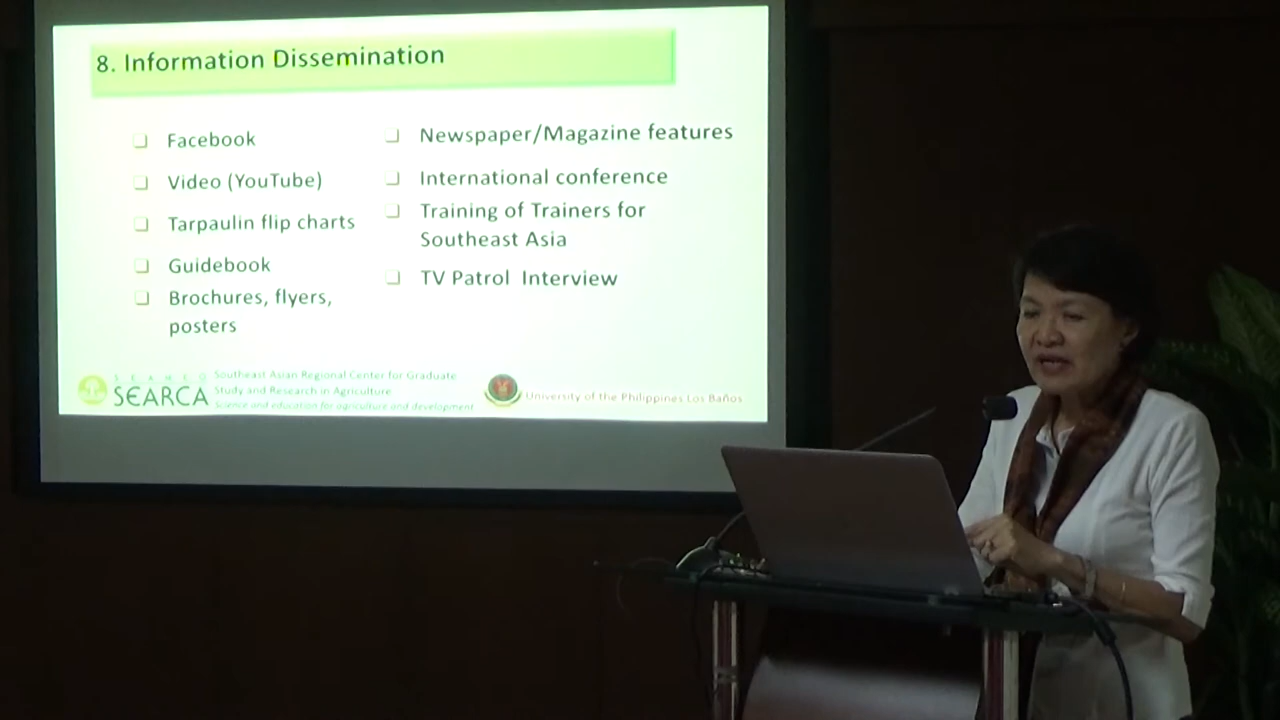 8. Information Dissemination
Facebook
Video (YouTube)
Tarpaulin flip charts
Guidebook
Brochures, flyers,
posters
Newspaper/Magazine features
International conference
Training of Trainers for
Southeast Asia
TV Patrol Interview
SEARCA
Southeast Asian Regional Center for Graduate
Study and Research in Agriculture
Science and education for agriculture and development
University of the Philippines Los Baños